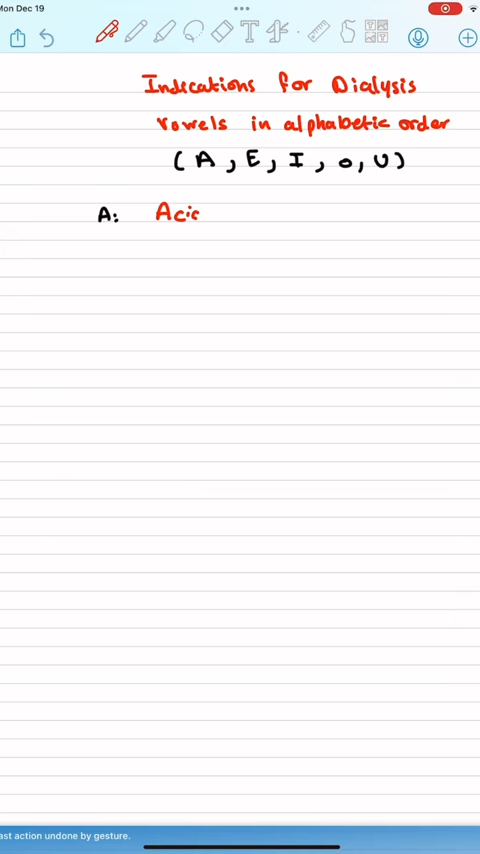 Mon Dec 19
Indications for Dialysis
vowels in alphabetic order
(A, E, I, O, U)
A: Acic
ast action undone by gesture.